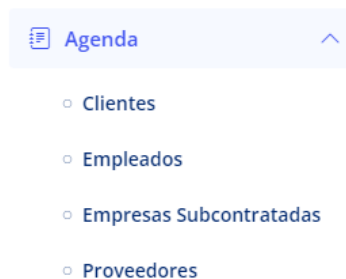 Agenda
Clientes
Empleados
Empresas Subcontratadas
Proveedores